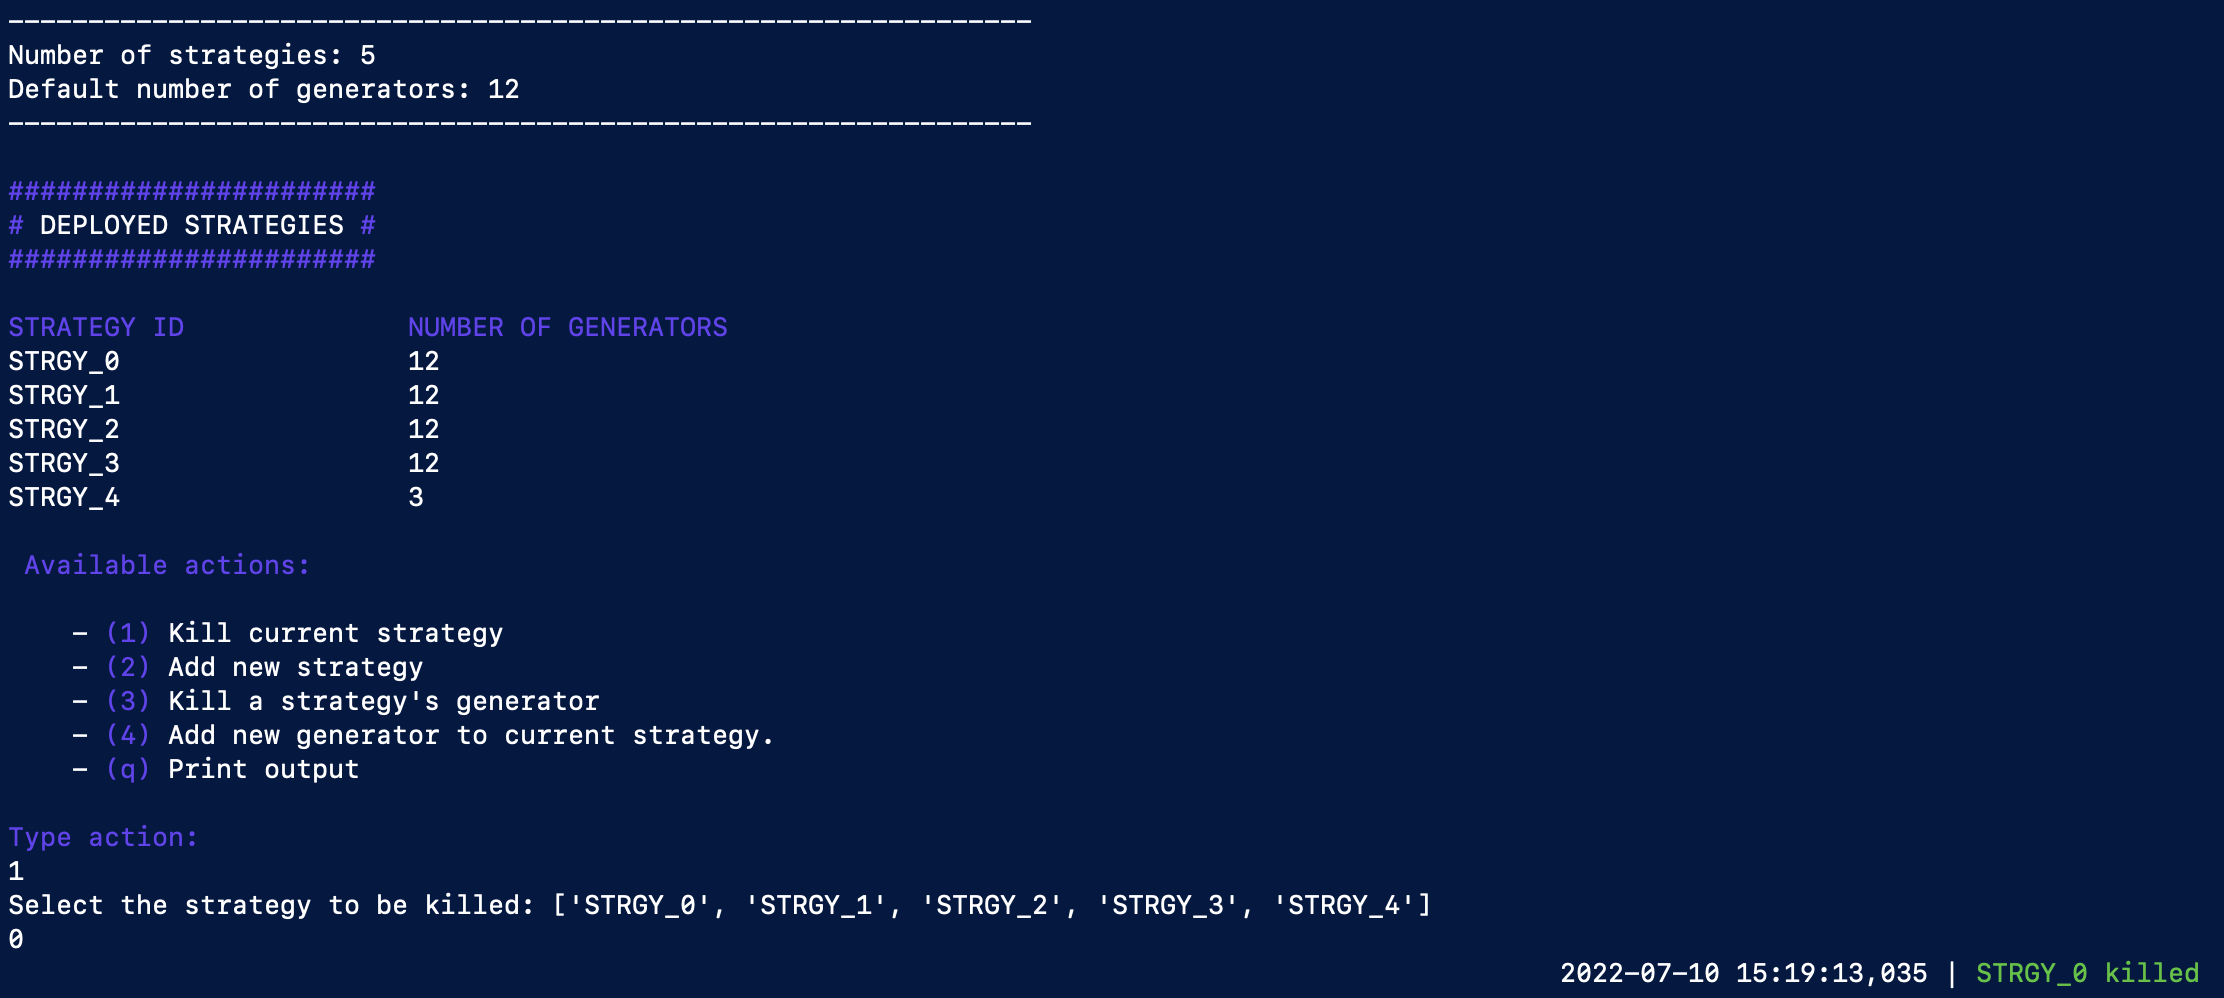 ----------------------------------------------------------------
Number of strategies: 5
Default number of generators: 12
----------------------------------------------------------------
#######################
# DEPLOYED STRATEGIES #
#######################
STRATEGY ID              NUMBER OF GENERATORS
STRGY_0                  12
STRGY_1                  12
STRGY_2                  12
STRGY_3                  12
STRGY_4                  3
Available actions:
- (1) Kill current strategy
- (2) Add new strategy
- (3) Kill a strategy's generator
- (4) Add new generator to current strategy.
- (q) Print output
Type action:
1
Select the strategy to be killed: ['STRGY_0', 'STRGY_1', 'STRGY_2', 'STRGY_3', 'STRGY_4']
0
2022-07-10 15:19:13,035 | STRGY_0 killed